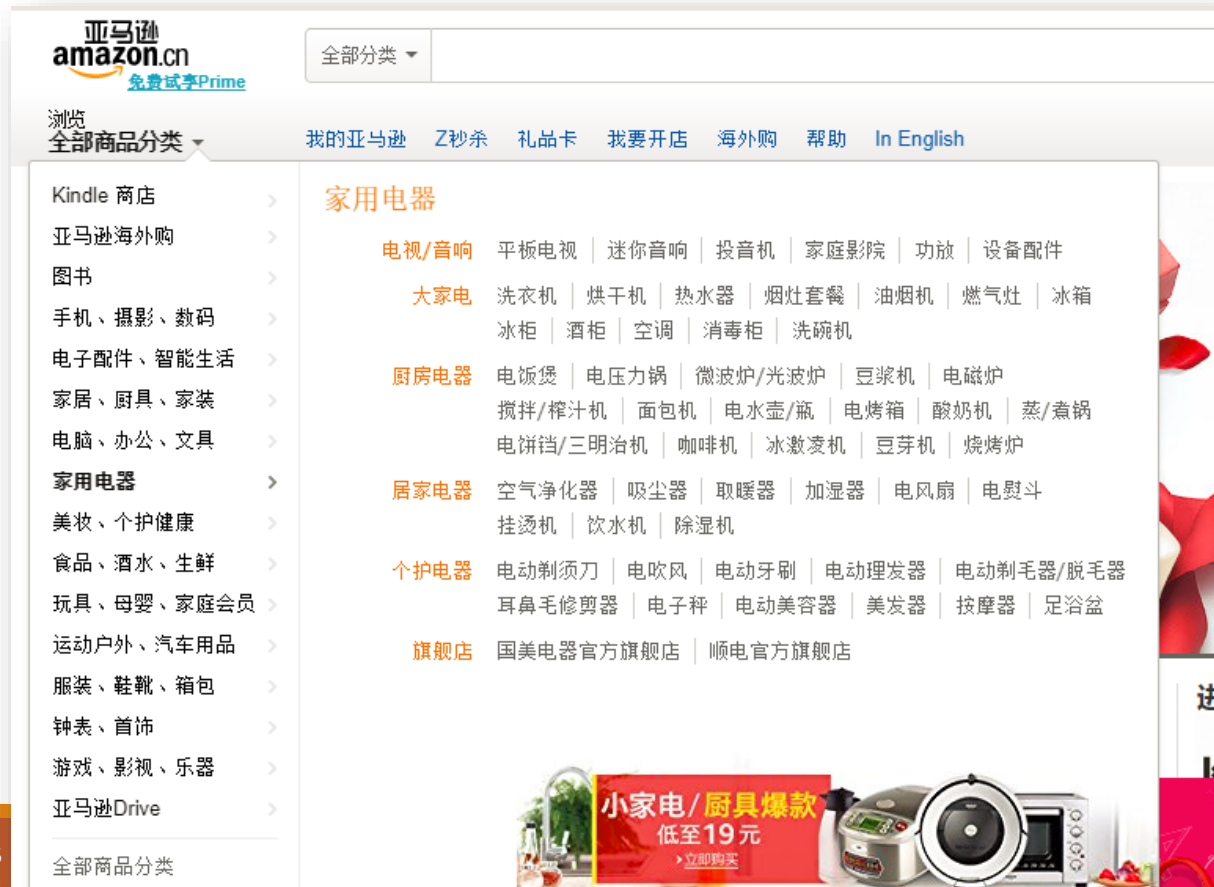 亚马逊
amazon.cn
免费试享Prime
全部分类
浏览
全部商品分类
我的亚马逊 Z秒杀 礼品卡 我要开店 海外购 帮助 In English
Kindle 商店
亚马逊海外购
图书
手机、摄影、数码
电子配件、智能生活
家居、厨具、家装
电脑、办公、文具
家用电器
美妆、个护健康
食品、酒水、生鲜
玩具、母婴、家庭会员
运动户外、汽车用品
服装、鞋靴、箱包
钟表、首饰
游戏、影视、乐器
亚马逊Drive
全部商品分类
家用电器
电视/音响 平板电视 迷你音响 投音机 家庭影院 功放 设备配件
大家电 洗衣机 烘干机 热水器 烟灶套餐 油烟机 燃气灶 冰箱
冰柜 酒柜 空调 消毒柜 洗碗机
厨房电器 电饭煲 电压力锅 微波炉/光波炉 豆浆机 电磁炉
搅拌/榨汁机 面包机 电水壶/瓶 电烤箱 酸奶机 蒸/煮锅
电饼铛/三明治机 咖啡机 冰激凌机 豆芽机 烧烤炉
居家电器 空气净化器 吸尘器 取暖器 加湿器 电风扇 电熨斗
挂烫机 饮水机 除湿机
个护电器 电动剃须刀 电吹风 电动牙刷 电动理发器 电动剃毛器/脱毛器
耳鼻毛修剪器 电子秤 电动美容器 美发器 按摩器 足浴盆
旗舰店 国美电器官方旗舰店 顺电官方旗舰店
小家电/厨具爆款
低至19元
›立即购买